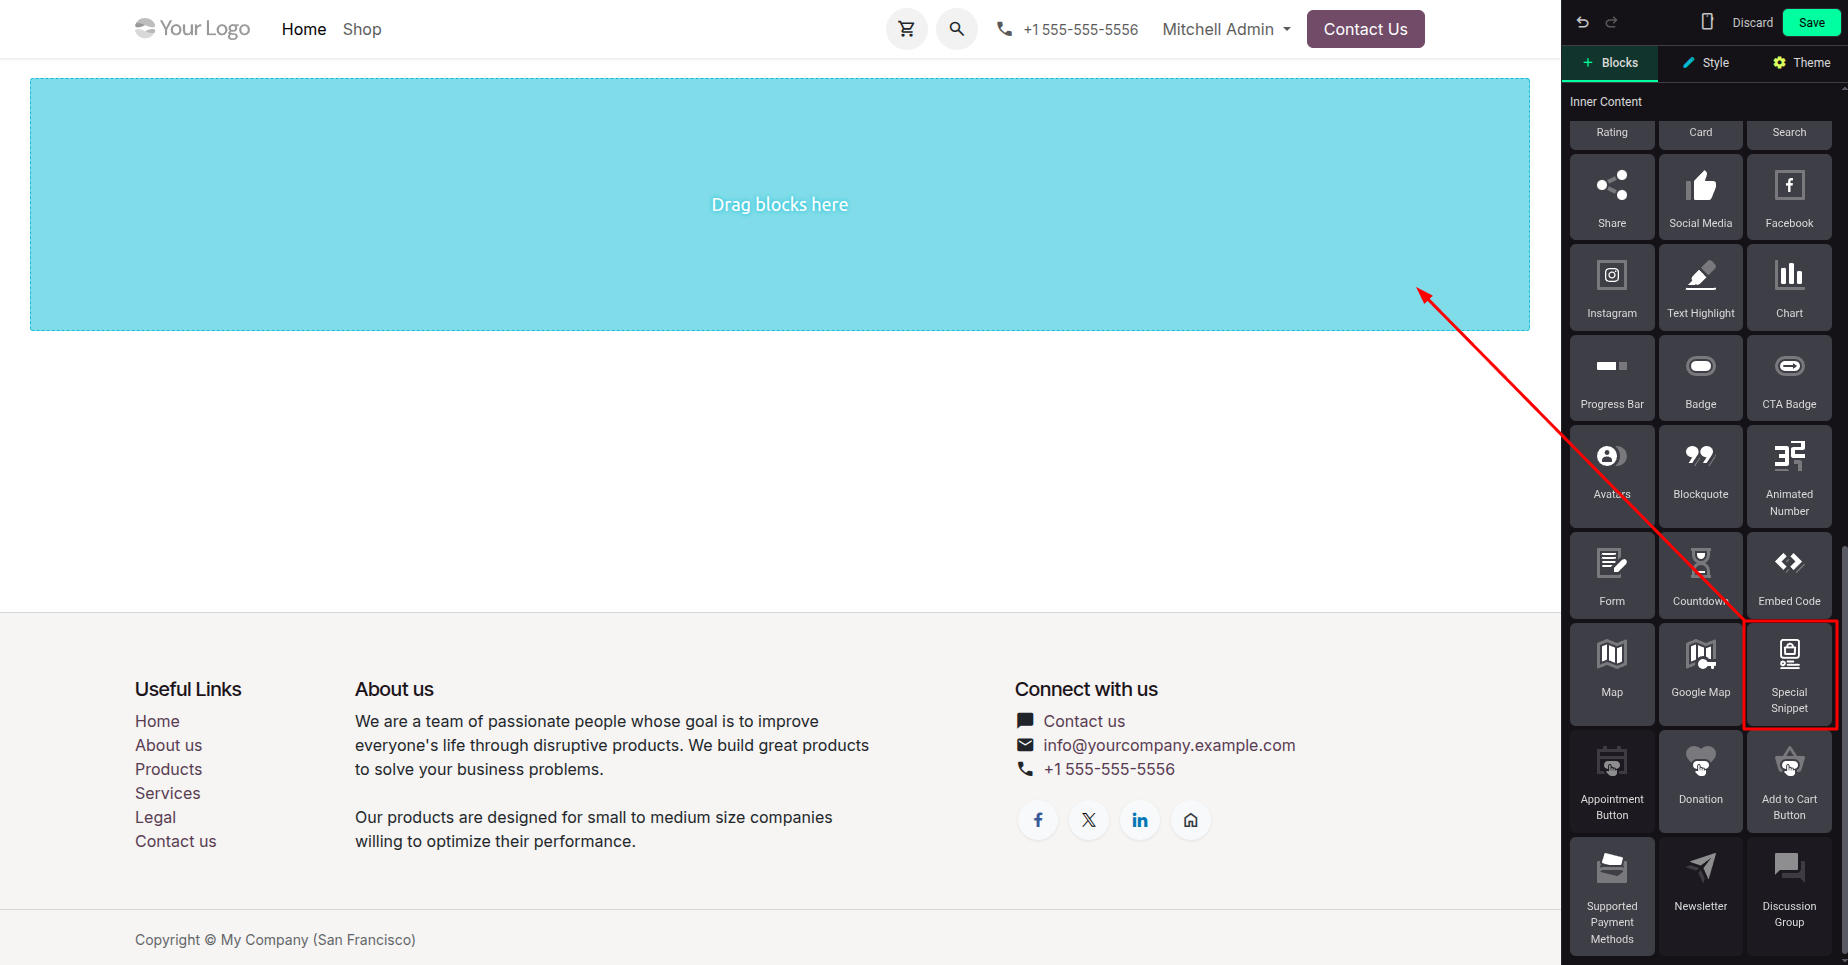 Your Logo
Home
Shop
+1 555-555-5556
Mitchell Admin
Contact Us
Discard
Save
Blocks
Style
Theme
Inner Content
Rating
Card
Search
Share
Social Media
Facebook
Instagram
Text Highlight
Chart
Progress Bar
Badge
CTA Badge
Avatars
Blockquote
Animated
Number
Form
Countdown
Embed Code
Map
Google Map
Special
Snippet
Appointment
Button
Donation
Add to Cart
Button
Supported
Payment
Methods
Newsletter
Discussion
Group
Drag blocks here
Useful Links
Home
About us
Products
Services
Legal
Contact us
About us
We are a team of passionate people whose goal is to improve
everyone's life through disruptive products. We build great products
to solve your business problems.
Our products are designed for small to medium size companies
willing to optimize their performance.
Connect with us
Contact us
info@yourcompany.example.com
+1 555-555-5556
Copyright © My Company (San Francisco)